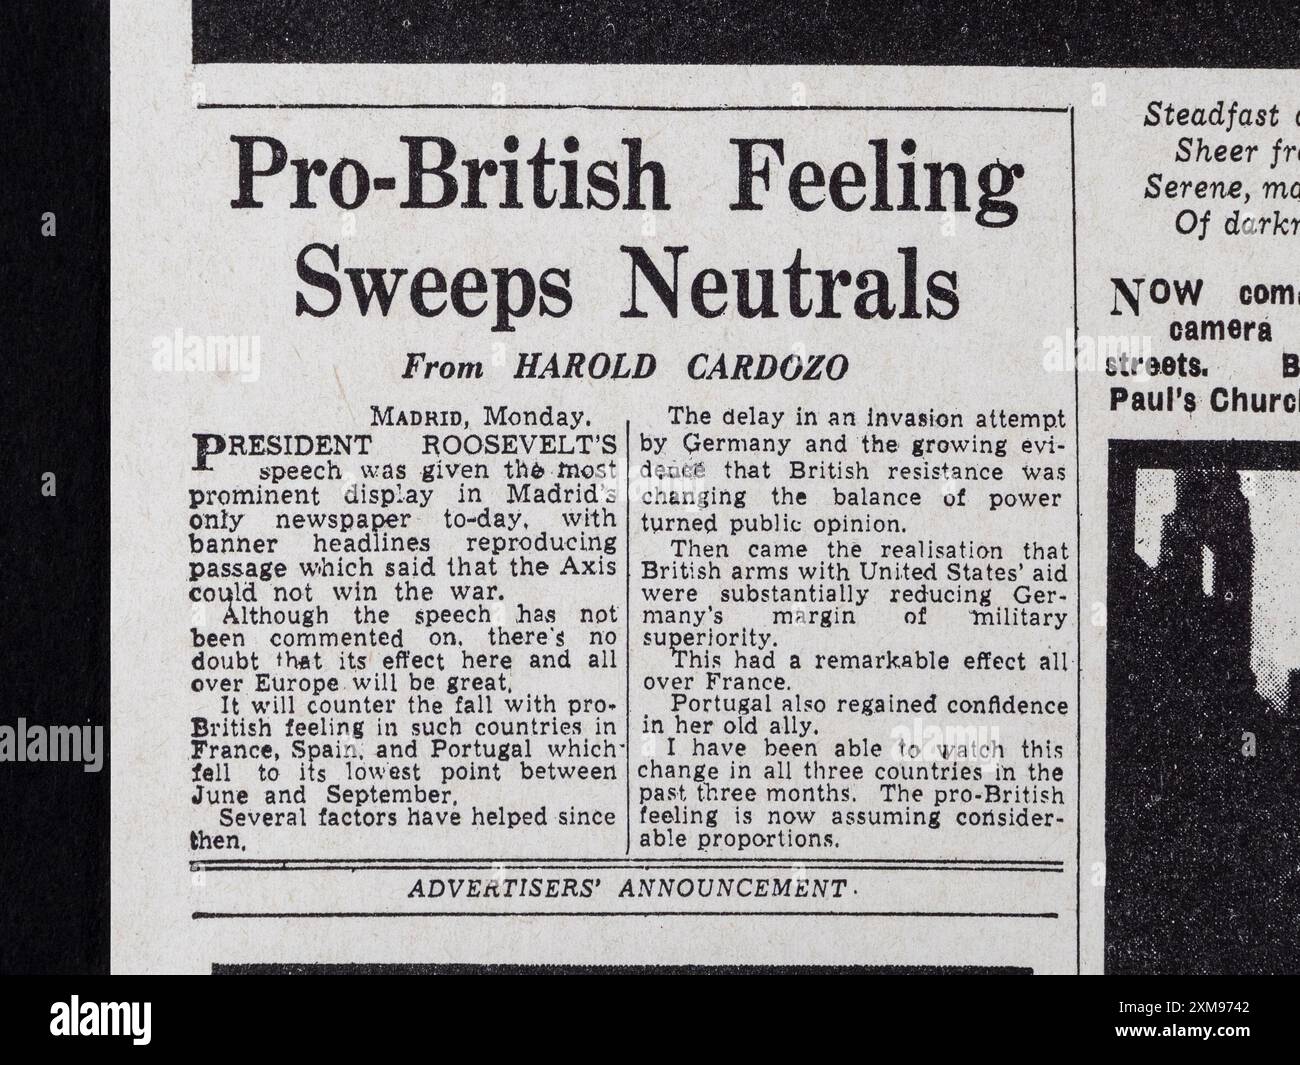 Pro-British Feeling
Sweeps Neutrals
From HAROLD CARDOZO
MADRID, Monday.
PRESIDENT ROOSEVELT'S
speech was given the most
prominent display in Madrid's
only newspaper to-day, with
banner headlines reproducing
passage which said that the Axis
could not win the war.
Although the speech has not
been commented on, there's no
doubt that its effect here and all
over Europe will be great.
It will counter the fall with pro-
British feeling in such countries in
France, Spain, and Portugal which
fell to its lowest point between
June and September.
Several factors have helped since
then.
The delay in an invasion attempt
by Germany and the growing evi-
dence that British resistance was
changing the balance of power
turned public opinion.
Then came the realisation that
British arms with United States' aid
were substantially reducing Ger-
many's margin of military
superiority.
This had a remarkable effect all
over France.
Portugal also regained confidence
in her old ally.
I have been able to watch this
change in all three countries in the
past three months. The pro-British
feeling is now assuming consider-
able proportions.
ADVERTISERS' ANNOUNCEMENT.
Steadfast
Sheer
Serene,
Of
NOW
camera
streets.
Paul's
alamy
Image ID: 2XM9742
www.alamy.com